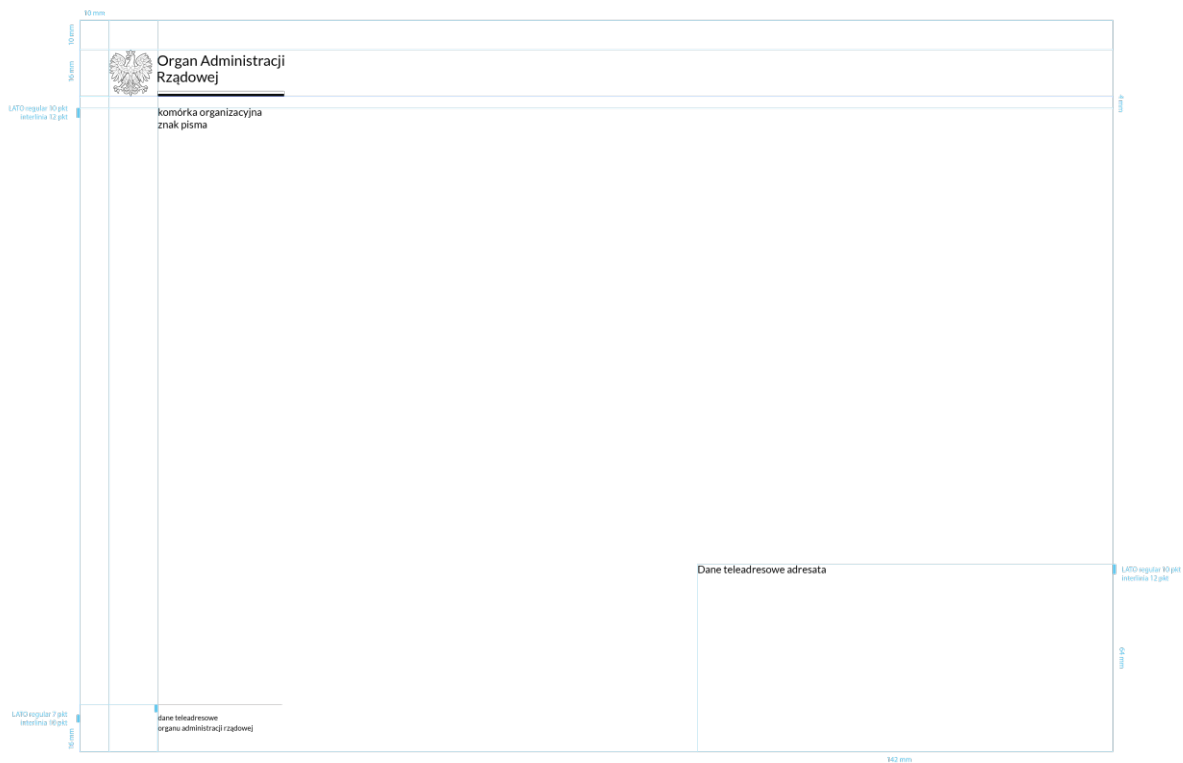 10 mm
10 mm
Organ Administracji
Rządowej
16 mm
4 mm
LATO regular 10 pkt
interlinia 12 pkt
komórka organizacyjna
znak pisma
Dane teleadresowe adresata
LATO regular 10 pkt
interlinia 12 pkt
64 mm
LATO regular 7 pkt
interlinia 10 pkt
dane teleadresowe
organu administracji rządowej
16 mm
142 mm